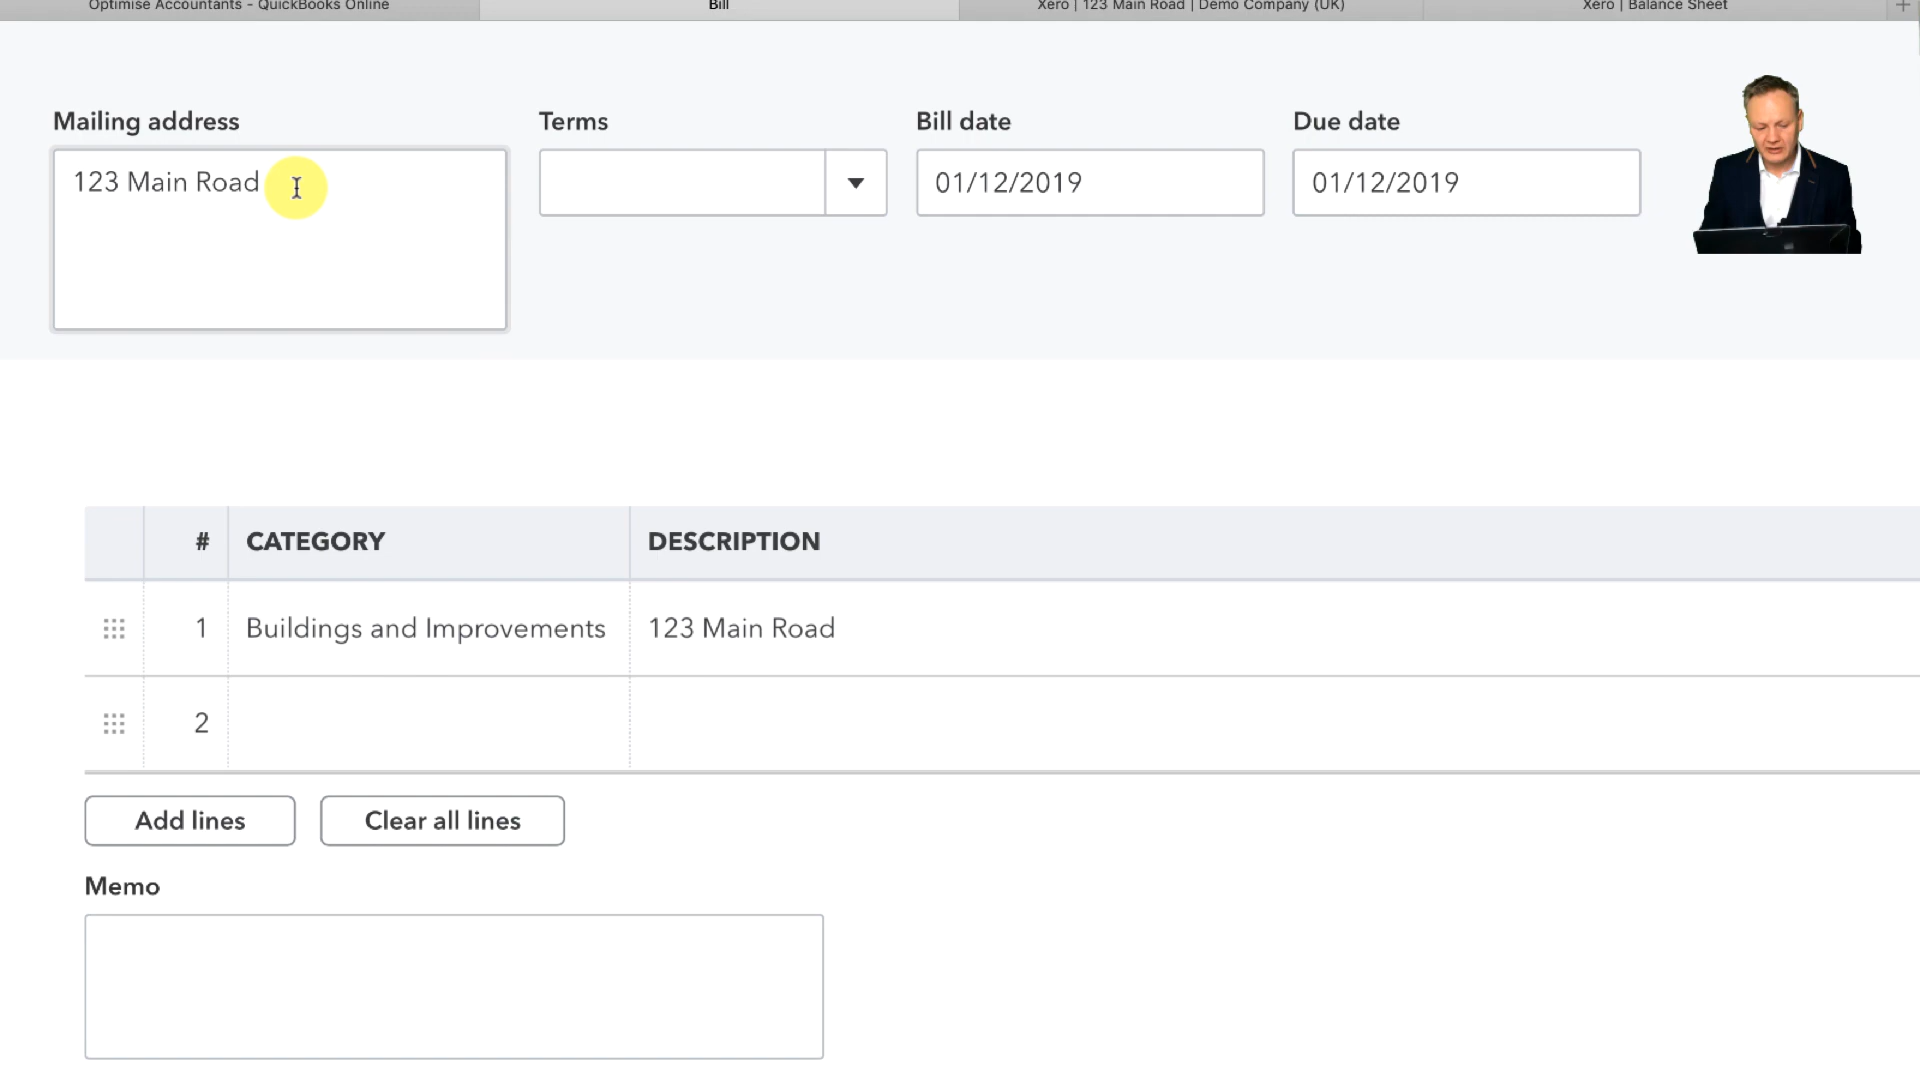 Optimise Accountants - QuickBooks Online
Bill
Xero | 123 Main Road | Demo Company (UK)
Xero | Balance Sheet
Mailing address
Terms
Bill date
Due date
123 Main Road
01/12/2019
01/12/2019
# CATEGORY DESCRIPTION
1 Buildings and Improvements 123 Main Road
2
Add lines
Clear all lines
Memo